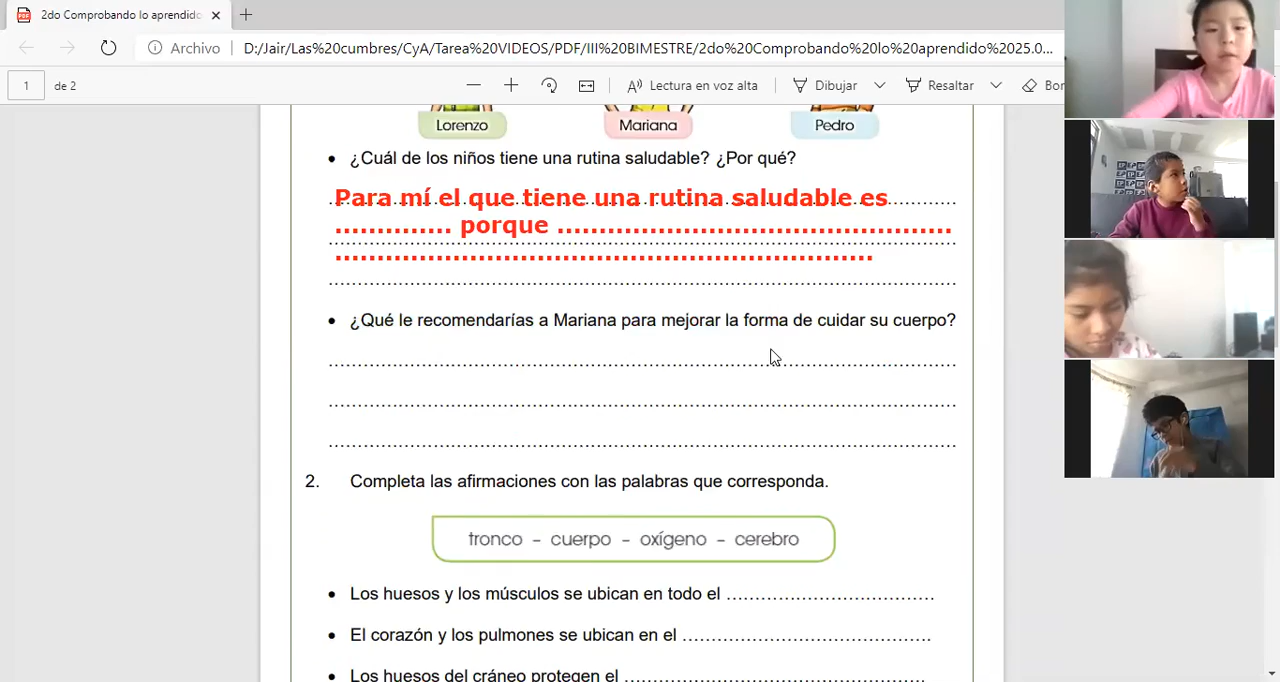 2do Comprobando lo aprendido
1 de 2
Archivo D:/Jair/Las%20cumbres/CyA/Tarea%20VIDEOS/PDF/III%20BIMESTRE/2do%20Comprobando%20lo%20aprendido%2025.0...
Lectura en voz alta Dibujar Resaltar Bor
Lorenzo Mariana Pedro
• ¿Cuál de los niños tiene una rutina saludable? ¿Por qué?
Para mí el que tiene una rutina saludable es
.............. porque ...............................................
................................................................
• ¿Qué le recomendarías a Mariana para mejorar la forma de cuidar su cuerpo?
2. Completa las afirmaciones con las palabras que corresponda.
tronco - cuerpo - oxígeno - cerebro
• Los huesos y los músculos se ubican en todo el ....................................
• El corazón y los pulmones se ubican en el ...........................................
• Los huesos del cráneo protegen el ....................................................